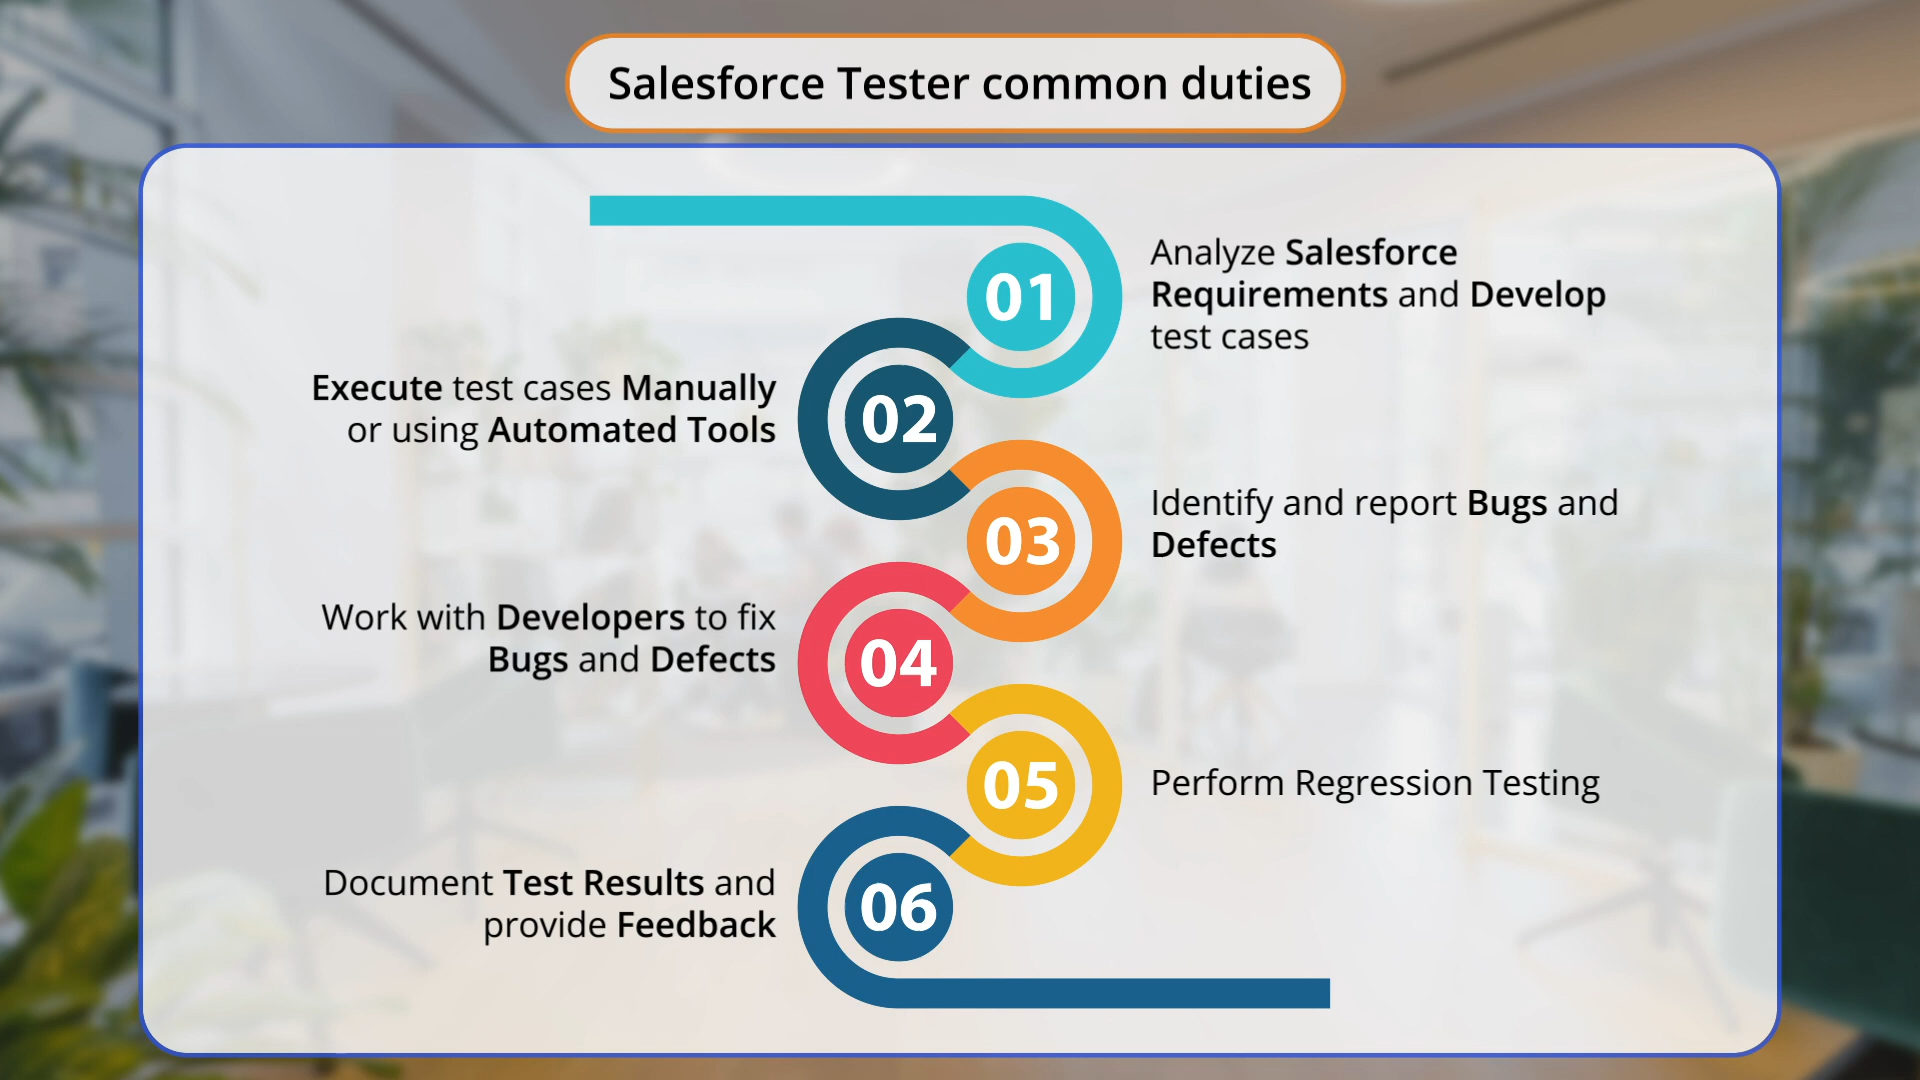 Salesforce Tester common duties
01
Analyze Salesforce
Requirements and Develop
test cases
02
Execute test cases Manually
or using Automated Tools
03
Identify and report Bugs and
Defects
04
Work with Developers to fix
Bugs and Defects
05
Perform Regression Testing
06
Document Test Results and
provide Feedback